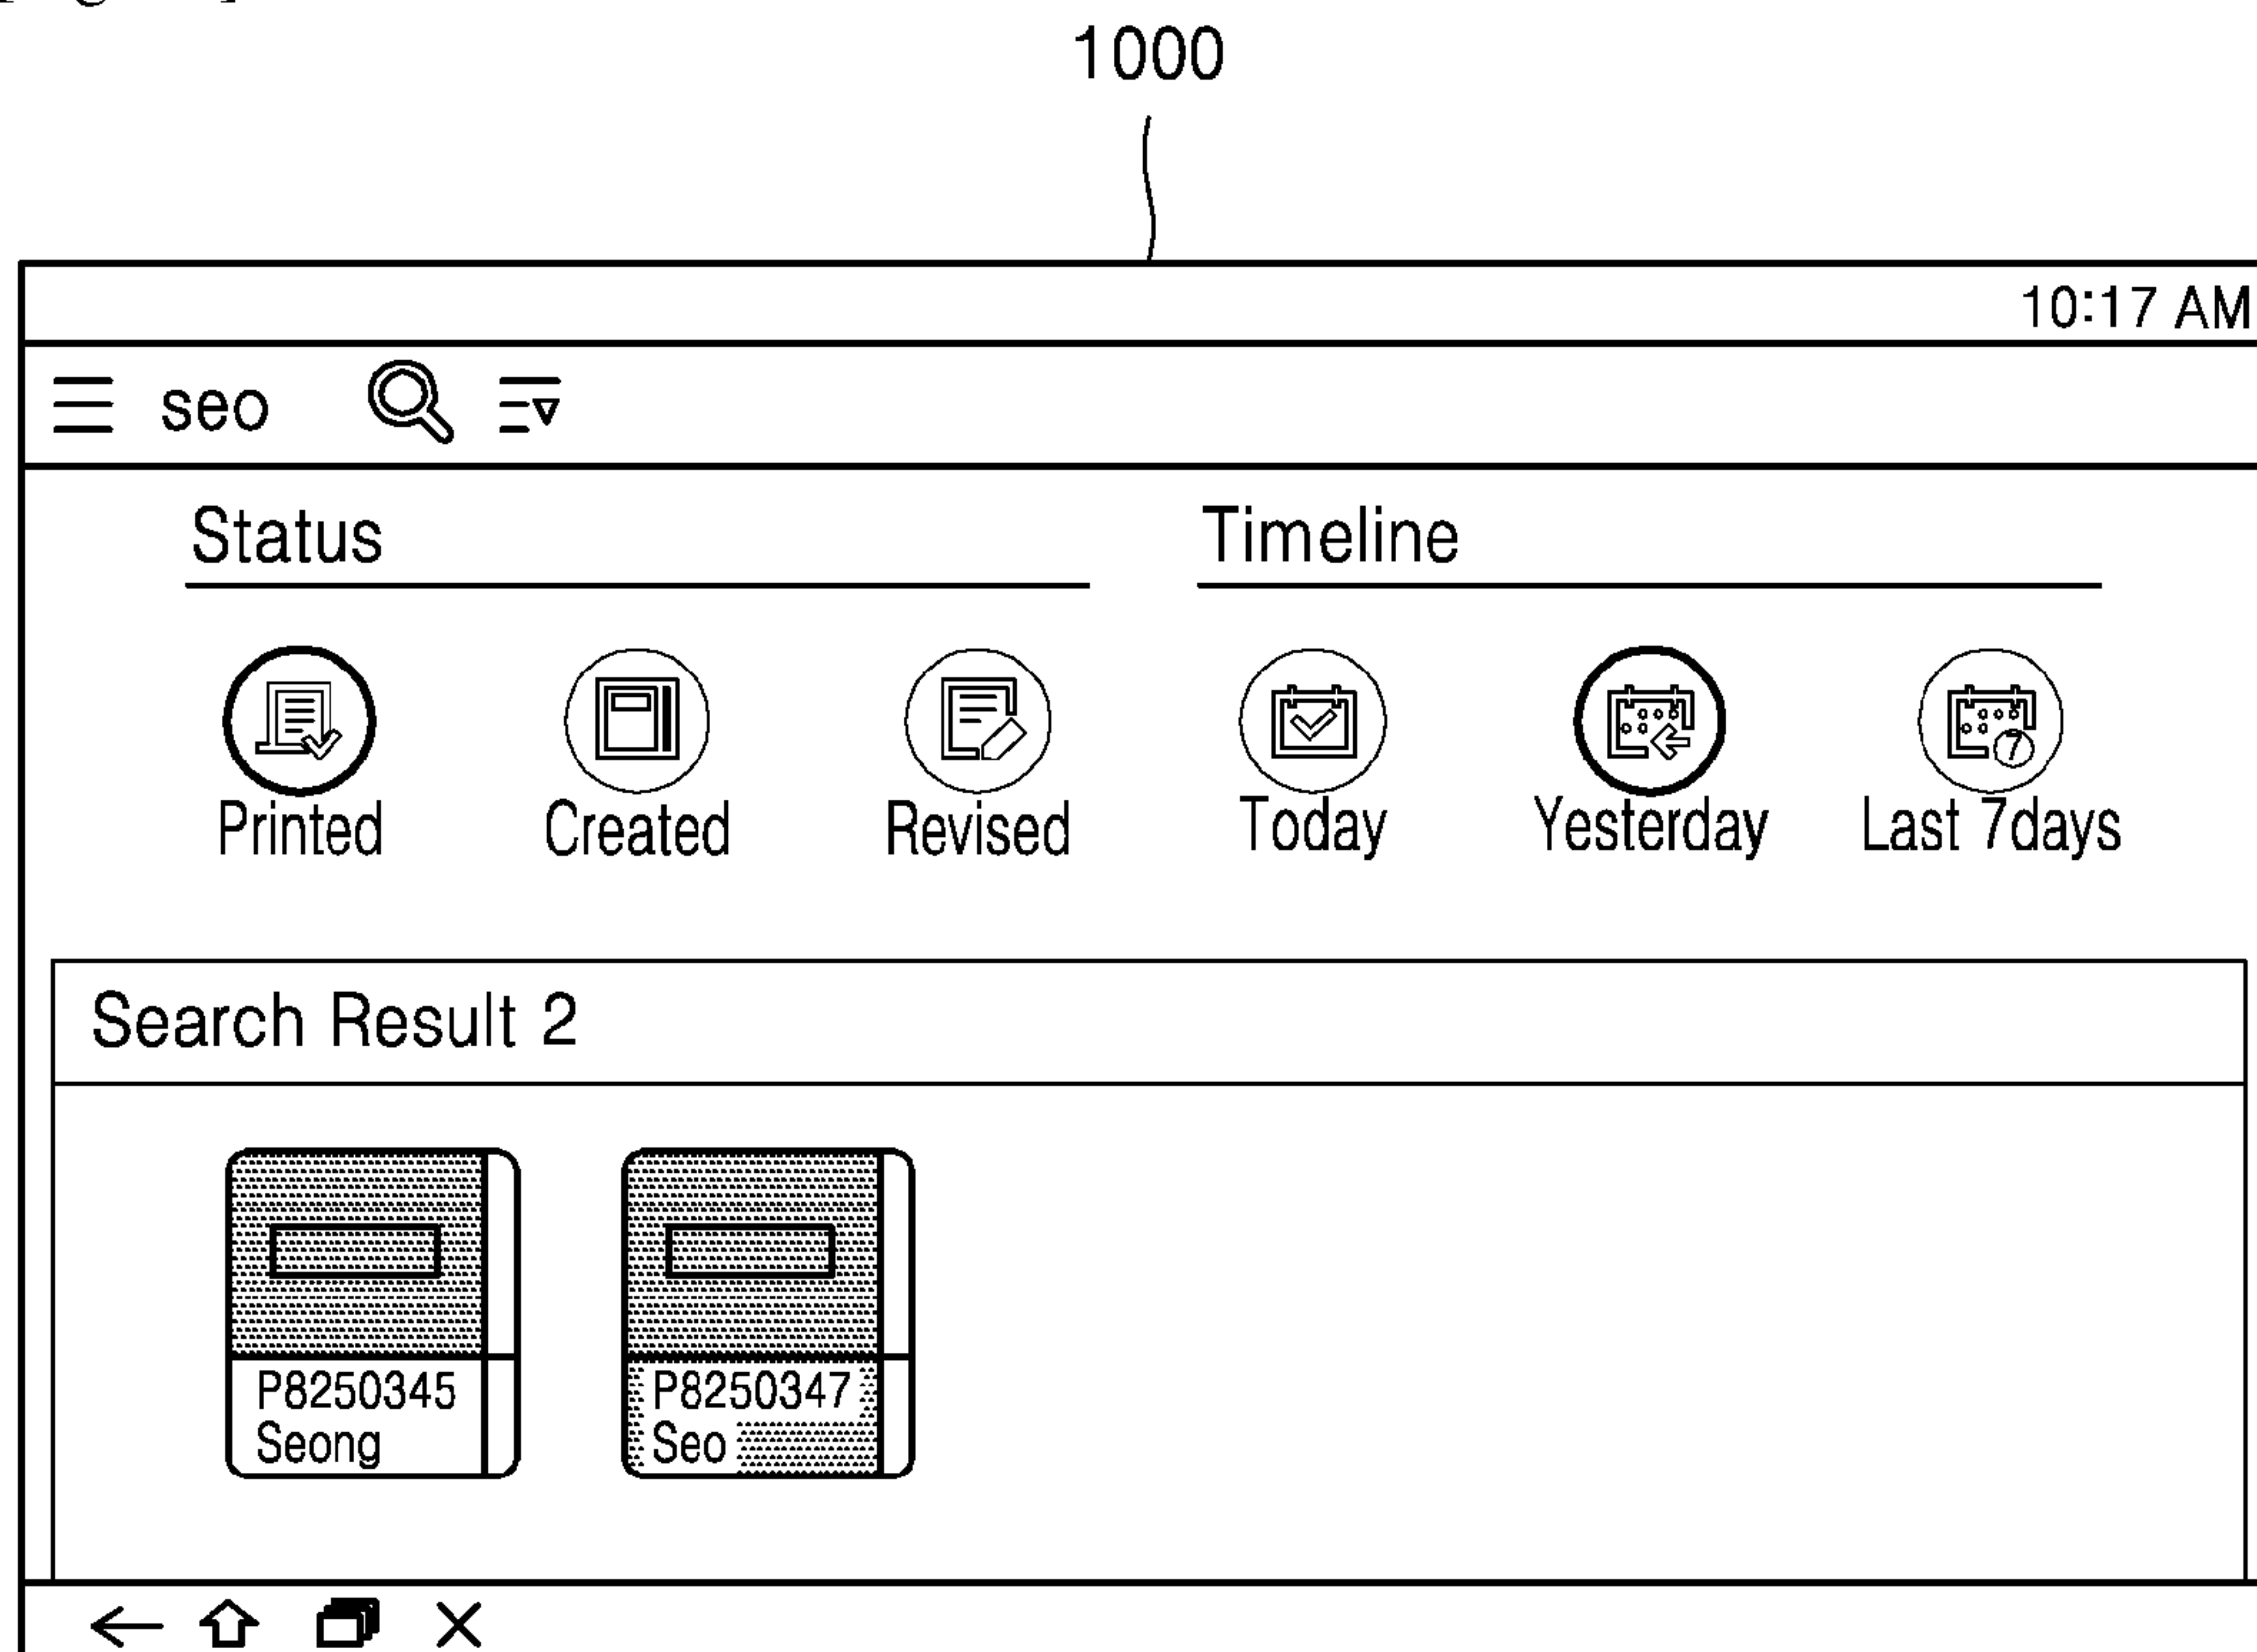 1000
10:17 AM
seo
Status Timeline
Printed Created Revised Today Yesterday Last 7days
7
Search Result 2
P8250345 P8250347
Seong Seo